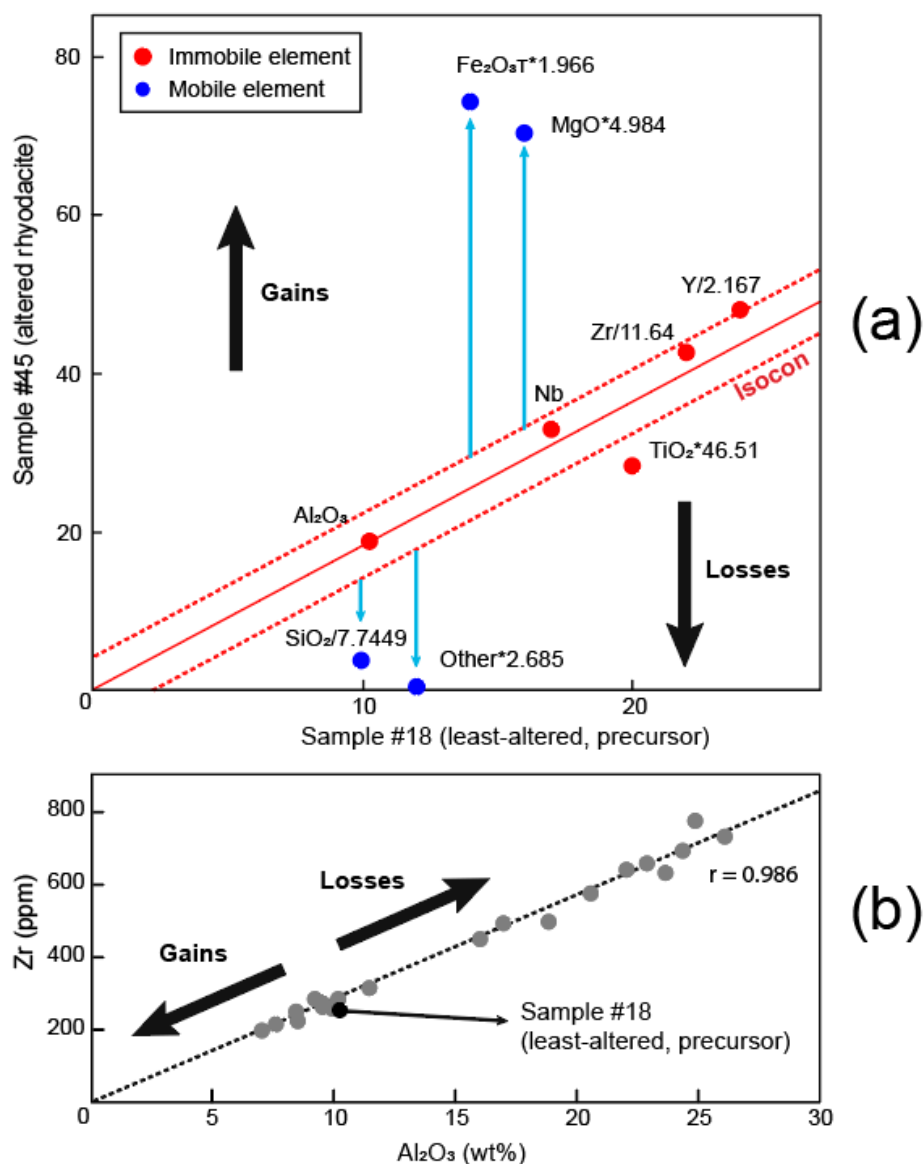 80
60
40
20
0
10
20
Sample #45 (altered rhyodacite)
Sample #18 (least-altered, precursor)
Immobile element
Mobile element
Fe₂O₃T*1.966
MgO*4.984
Gains
Y/2.167
Zr/11.64
Isocon
Nb
TiO₂*46.51
Al₂O₃
Losses
SiO₂/7.7449
Other*2.685
(a)
800
600
400
200
0
5
10
15
20
25
30
Zr (ppm)
Al₂O₃ (wt%)
Losses
Gains
r = 0.986
Sample #18
(least-altered, precursor)
(b)